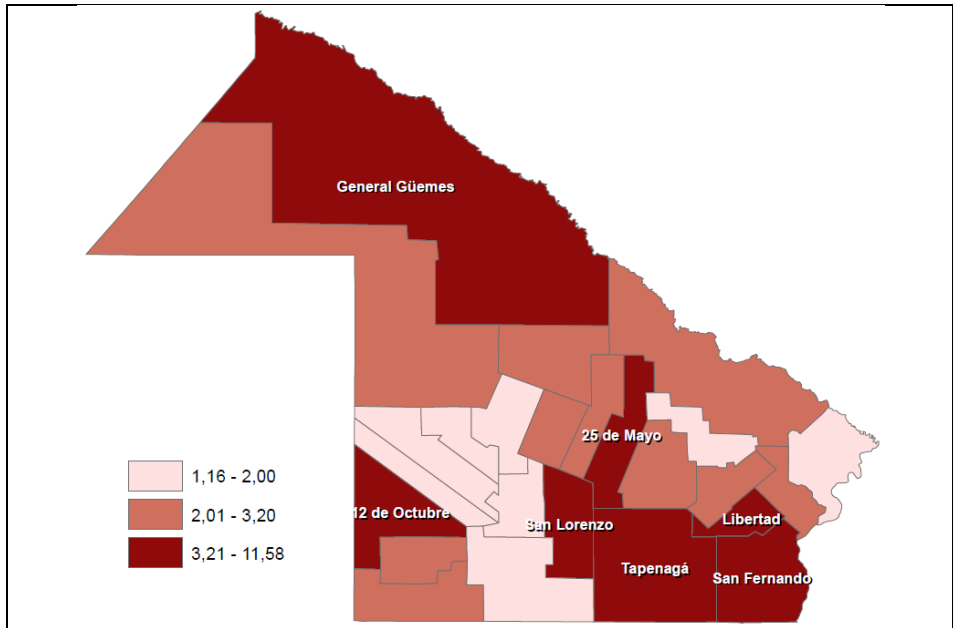 General Güemes
25 de Mayo
1,16 - 2,00
2,01 - 3,20
3,21 - 11,58
12 de Octubre
San Lorenzo
Libertad
Tapenagá
San Fernando